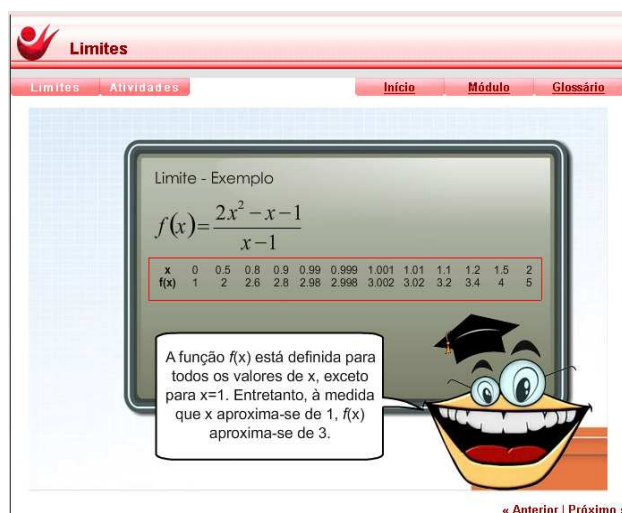 Limites
Limites Atividades Início Módulo Glossário
Limite - Exemplo
f(x)=\frac{2x^2-x-1}{x-1}
x 0 0.5 0.8 0.9 0.99 0.999 1.001 1.01 1.1 1.2 1.5 2
f(x) 1 2 2.6 2.8 2.98 2.998 3.002 3.02 3.2 3.4 4 5
A função f(x) está definida para
todos os valores de x, exceto
para x=1. Entretanto, à medida
que x aproxima-se de 1, f(x)
aproxima-se de 3.
« Anterior | Próximo